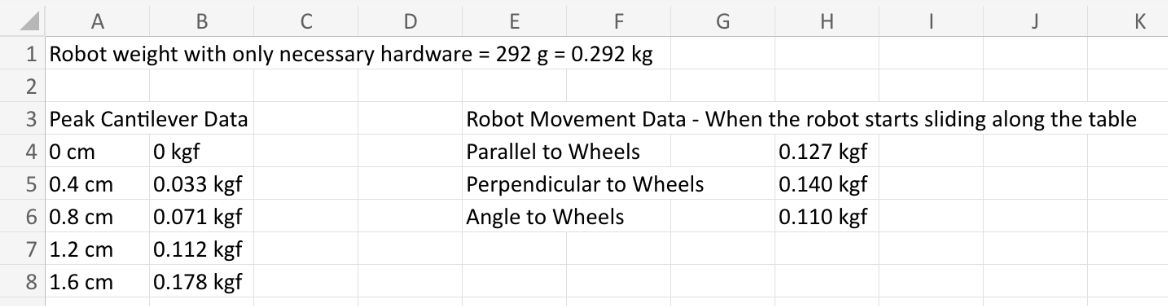 A B C D E F G H I J K
1 Robot weight with only necessary hardware = 292 g = 0.292 kg
2
3 Peak Cantilever Data Robot Movement Data - When the robot starts sliding along the table
4 0 cm 0 kgf Parallel to Wheels 0.127 kgf
5 0.4 cm 0.033 kgf Perpendicular to Wheels 0.140 kgf
6 0.8 cm 0.071 kgf Angle to Wheels 0.110 kgf
7 1.2 cm 0.112 kgf
8 1.6 cm 0.178 kgf